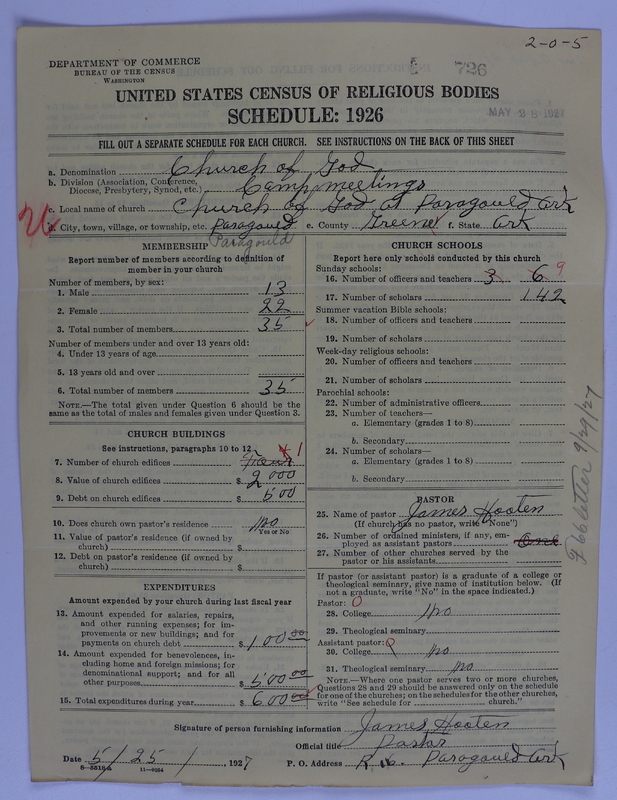 2-0-5
DEPARTMENT OF COMMERCE
BUREAU OF THE CENSUS
WASHINGTON
726
UNITED STATES CENSUS OF RELIGIOUS BODIES
SCHEDULE: 1926
MAY 28 1927
FILL OUT A SEPARATE SCHEDULE FOR EACH CHURCH. SEE INSTRUCTIONS ON THE BACK OF THIS SHEET
a. Denomination Church of God
b. Division (Association, Conference, Diocese, Presbytery, Synod, etc.) Camp meetings
c. Local name of church Church of God at Paragould Ark
d. City, town, village, or township, etc. Paragould e. County Greene f. State Ark
Paragould
MEMBERSHIP
Report number of members according to definition of
member in your church
Number of members, by sex:
1. Male 13
2. Female 22
3. Total number of members 35
Number of members under and over 13 years old:
4. Under 13 years of age
5. 13 years old and over
6. Total number of members 35
NOTE.—The total given under Question 6 should be the
same as the total of males and females given under Question 3.
CHURCH BUILDINGS
See instructions, paragraphs 10 to 12
7. Number of church edifices 1
8. Value of church edifices $ 2000
9. Debt on church edifices $ 500
10. Does church own pastor's residence no
Yes or No
11. Value of pastor's residence (if owned by
church) $
12. Debt on pastor's residence (if owned by
church) $
EXPENDITURES
Amount expended by your church during last fiscal year
13. Amount expended for salaries, repairs,
and other running expenses; for im-
provements or new buildings; and for
payments on church debt $ 100 00
14. Amount expended for benevolences, in-
cluding home and foreign missions; for
denominational support; and for all
other purposes $ 500 00
15. Total expenditures during year $ 600 00
CHURCH SCHOOLS
Report here only schools conducted by this church
Sunday schools:
16. Number of officers and teachers 3 6 9
17. Number of scholars 142
Summer vacation Bible schools:
18. Number of officers and teachers
19. Number of scholars
Week-day religious schools:
20. Number of officers and teachers
21. Number of scholars
Parochial schools:
22. Number of administrative officers
23. Number of teachers—
a. Elementary (grades 1 to 8)
b. Secondary
24. Number of scholars—
a. Elementary (grades 1 to 8)
b. Secondary
PASTOR
25. Name of pastor James Hooten
(If church has no pastor, write "None")
26. Number of ordained ministers, if any, em-
ployed as assistant pastors One
27. Number of other churches served by the
pastor or his assistants
If pastor (or assistant pastor) is a graduate of a college or
theological seminary, give name of institution below. (If
not a graduate, write "No" in the space indicated.)
Pastor: 0
28. College no
29. Theological seminary
Assistant pastor: 0
30. College no
31. Theological seminary no
NOTE.—Where one pastor serves two or more churches,
Questions 28 and 29 should be answered only on the schedule
for one of the churches; on the schedules for the other churches,
write "See schedule for church."
letter 9/29/27
Signature of person furnishing information James Hooten
Official title Pastor
Date 5/25/, 1927 P. O. Address Paragould Ark
11-9264